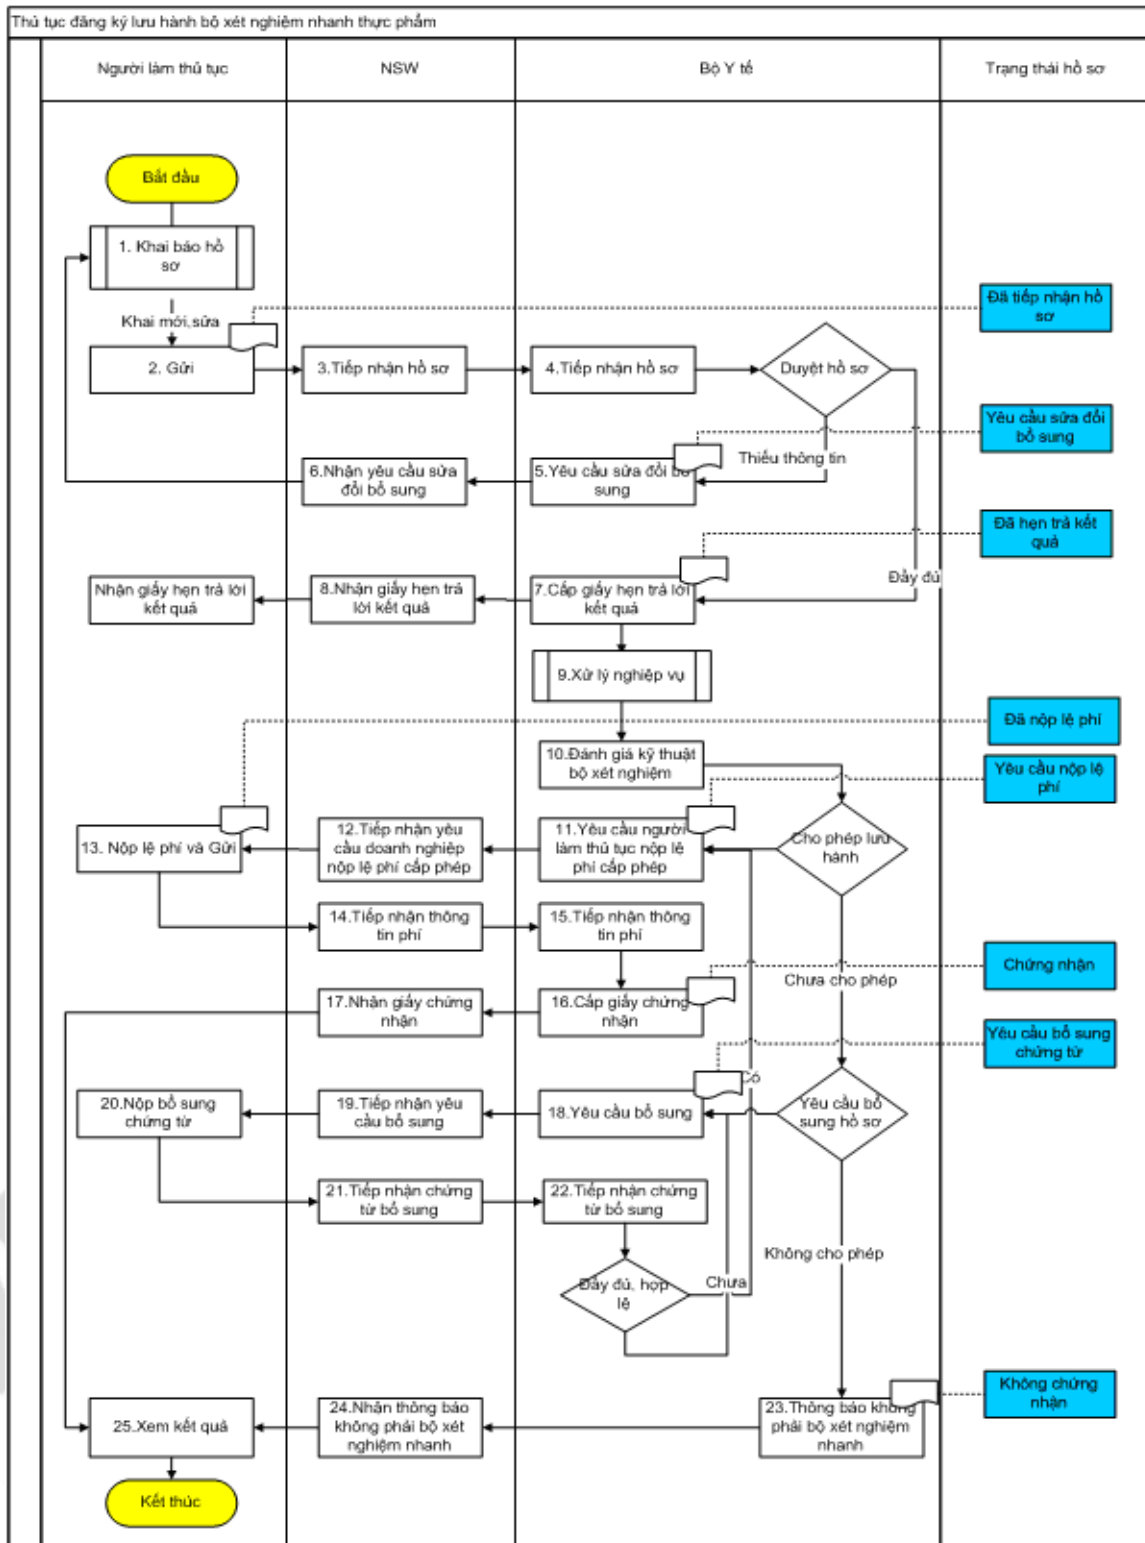 Thủ tục đăng ký lưu hành bộ xét nghiệm nhanh thực phẩm
Người làm thủ tục
NSW
Bộ Y tế
Trạng thái hồ sơ
Bắt đầu
1. Khai báo hồ
sơ
Khai mới,sửa
2. Gửi
3.Tiếp nhận hồ sơ
4.Tiếp nhận hồ sơ
Duyệt hồ sơ
Đã tiếp nhận hồ
sơ
Yêu cầu sửa đổi
bổ sung
Thiếu thông tin
6.Nhận yêu cầu sửa
đổi bổ sung
5.Yêu cầu sửa đổi bổ
sung
Đã hẹn trả kết
quả
Đầy đủ
Nhận giấy hẹn trả lời
kết quả
8.Nhận giấy hẹn trả
lời kết quả
7.Cấp giấy hẹn trả lời
kết quả
9.Xử lý nghiệp vụ
Đã nộp lệ phí
10.Đánh giá kỹ thuật
bộ xét nghiệm
Yêu cầu nộp lệ
phí
13. Nộp lệ phí và Gửi
12.Tiếp nhận yêu
cầu doanh nghiệp
nộp lệ phí cấp phép
11.Yêu cầu người
làm thủ tục nộp lệ
phí cấp phép
Cho phép lưu
hành
14.Tiếp nhận thông
tin phí
15.Tiếp nhận thông
tin phí
Chứng nhận
Chưa cho phép
17.Nhận giấy chứng
nhận
16.Cấp giấy chứng
nhận
Yêu cầu bổ sung
chứng từ
Có
20.Nộp bổ sung
chứng từ
19.Tiếp nhận yêu
cầu bổ sung
18.Yêu cầu bổ sung
Yêu cầu bổ
sung hồ sơ
21.Tiếp nhận chứng
từ bổ sung
22.Tiếp nhận chứng
từ bổ sung
Không cho phép
Đầy đủ, hợp
lệ
Chưa
Không chứng
nhận
25.Xem kết quả
24.Nhận thông báo
không phải bộ xét
nghiệm nhanh
23.Thông báo không
phải bộ xét nghiệm
nhanh
Kết thúc